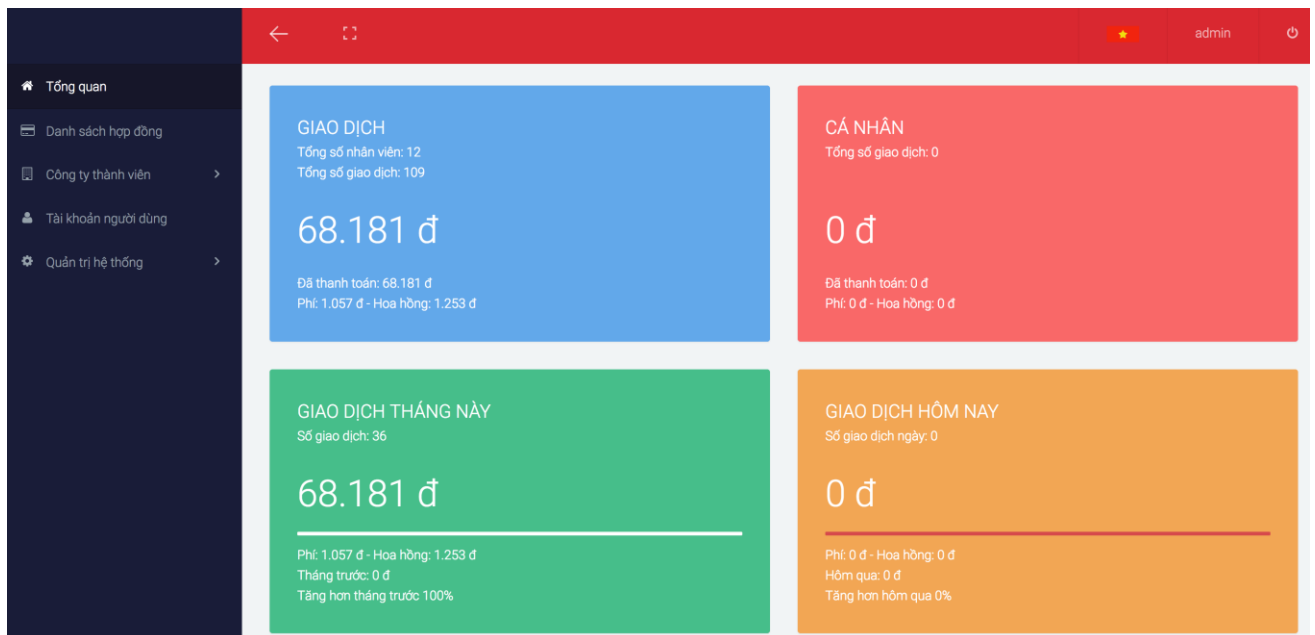 admin
Tổng quan
Danh sách hợp đồng
Công ty thành viên
Tài khoản người dùng
Quản trị hệ thống
GIAO DỊCH
Tổng số nhân viên: 12
Tổng số giao dịch: 109
68.181 đ
Đã thanh toán: 68.181 đ
Phí: 1.057 đ - Hoa hồng: 1.253 đ
CÁ NHÂN
Tổng số giao dịch: 0
0 đ
Đã thanh toán: 0 đ
Phí: 0 đ - Hoa hồng: 0 đ
GIAO DỊCH THÁNG NÀY
Số giao dịch: 36
68.181 đ
Phí: 1.057 đ - Hoa hồng: 1.253 đ
Tháng trước: 0 đ
Tăng hơn tháng trước 100%
GIAO DỊCH HÔM NAY
Số giao dịch ngày: 0
0 đ
Phí: 0 đ - Hoa hồng: 0 đ
Hôm qua: 0 đ
Tăng hơn hôm qua 0%